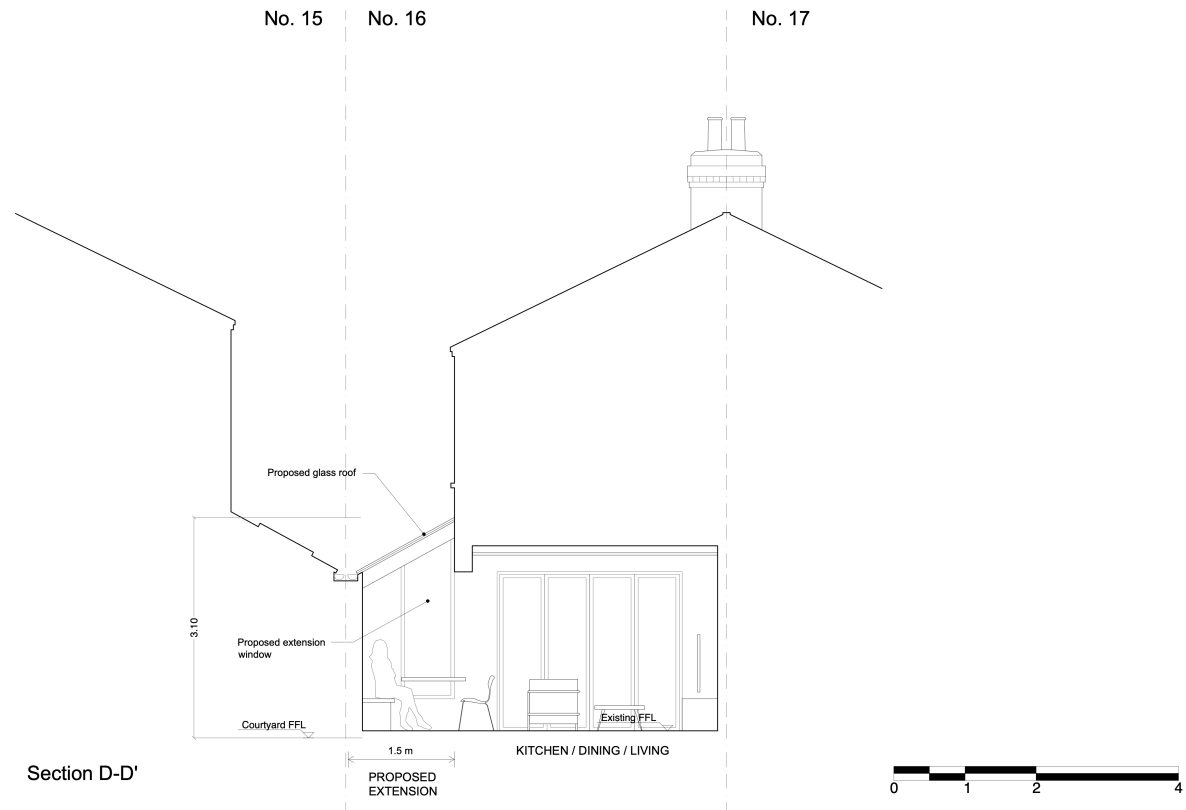 No. 15
No. 16
No. 17
Proposed glass roof
3.10
Proposed extension
window
Courtyard FFL
Existing FFL
1.5 m
KITCHEN / DINING / LIVING
PROPOSED
EXTENSION
Section D-D'
0 1 2 4